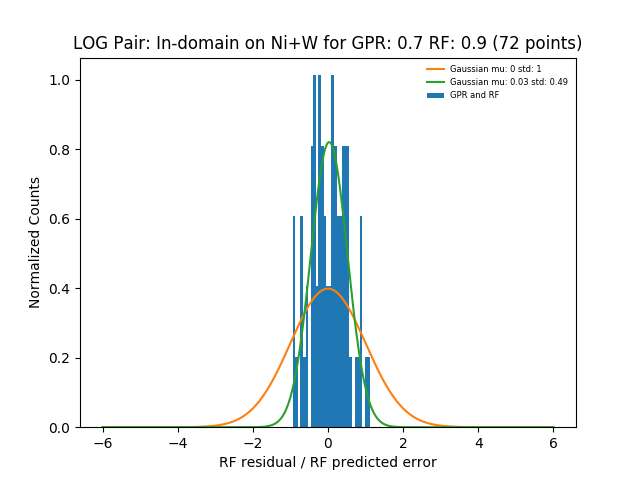 LOG Pair: In-domain on Ni+W for GPR: 0.7 RF: 0.9 (72 points)
Gaussian mu: 0 std: 1
Gaussian mu: 0.03 std: 0.49
GPR and RF
Normalized Counts
1.0
0.8
0.6
0.4
0.2
0.0
−6
−4
−2
0
2
4
6
RF residual / RF predicted error